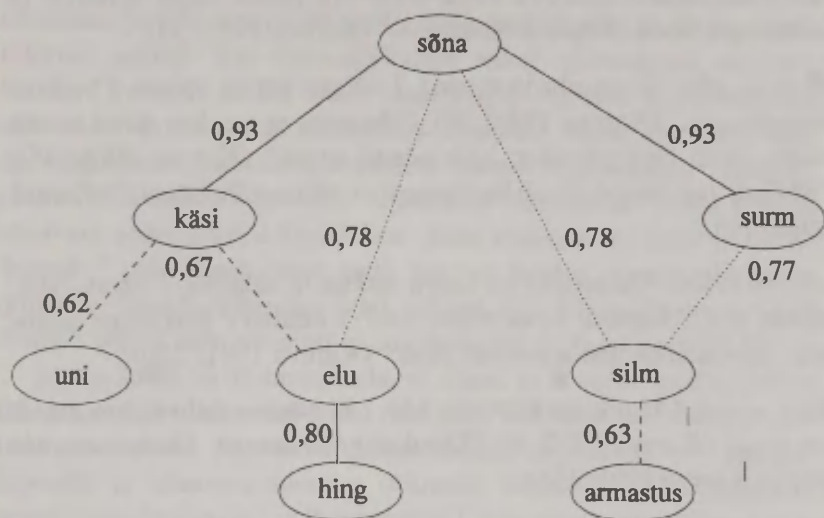 sõna
0,93 0,93
käsi surm
0,78 0,78
0,67 0,77
0,62
uni elu silm
0,80 0,63
hing armastus